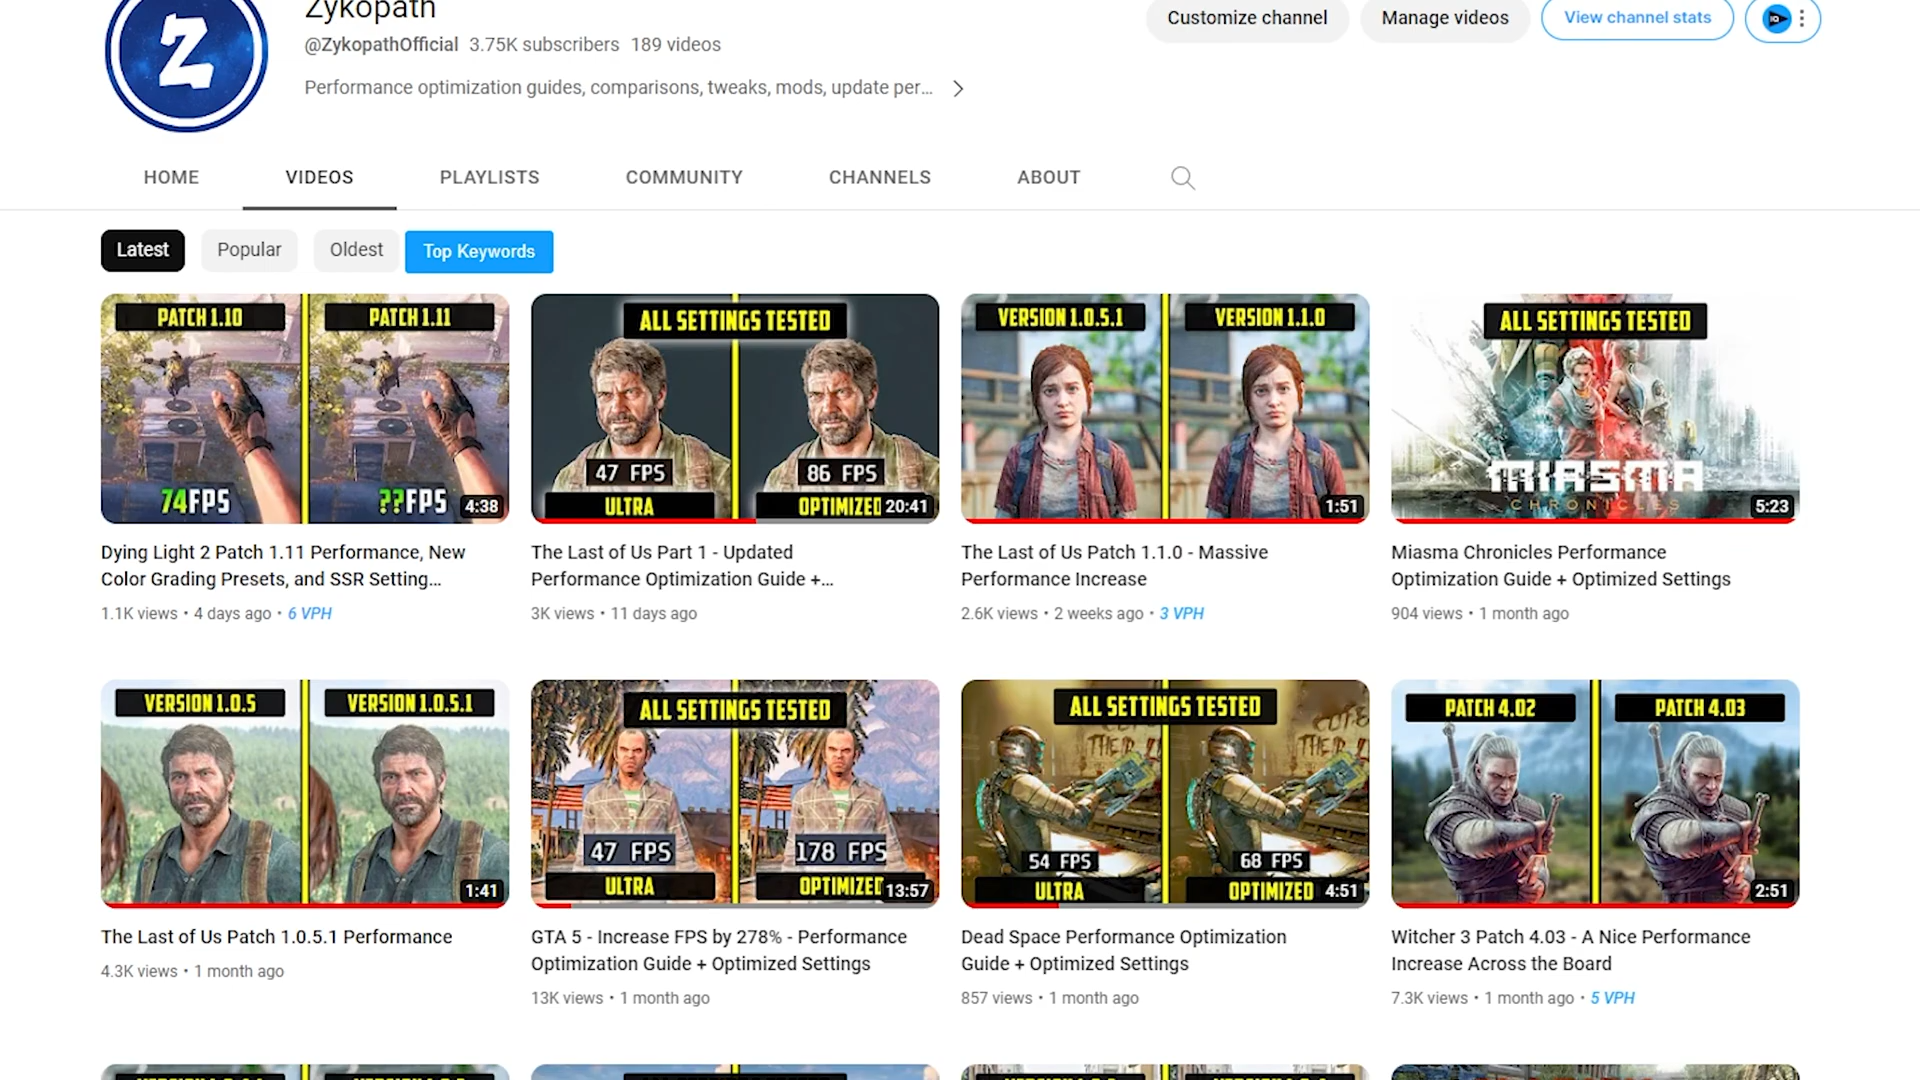 Zykopath
Customize channel
Manage videos
View channel stats
@ZykopathOfficial 3.75K subscribers 189 videos
Performance optimization guides, comparisons, tweaks, mods, update per...
HOME
VIDEOS
PLAYLISTS
COMMUNITY
CHANNELS
ABOUT
Latest
Popular
Oldest
Top Keywords
PATCH 1.10
PATCH 1.11
74FPS
??FPS
4:38
Dying Light 2 Patch 1.11 Performance, New
Color Grading Presets, and SSR Setting...
1.1K views • 4 days ago • 6 VPH
ALL SETTINGS TESTED
47 FPS
86 FPS
ULTRA
OPTIMIZED
20:41
The Last of Us Part 1 - Updated
Performance Optimization Guide +...
3K views • 11 days ago
VERSION 1.0.5.1
VERSION 1.1.0
1:51
The Last of Us Patch 1.1.0 - Massive
Performance Increase
2.6K views • 2 weeks ago • 3 VPH
ALL SETTINGS TESTED
MIASMA
CHRONICLES
5:23
Miasma Chronicles Performance
Optimization Guide + Optimized Settings
904 views • 1 month ago
VERSION 1.0.5
VERSION 1.0.5.1
1:41
The Last of Us Patch 1.0.5.1 Performance
4.3K views • 1 month ago
ALL SETTINGS TESTED
47 FPS
178 FPS
ULTRA
OPTIMIZED
13:57
GTA 5 - Increase FPS by 278% - Performance
Optimization Guide + Optimized Settings
13K views • 1 month ago
ALL SETTINGS TESTED
54 FPS
68 FPS
ULTRA
OPTIMIZED
4:51
Dead Space Performance Optimization
Guide + Optimized Settings
857 views • 1 month ago
PATCH 4.02
PATCH 4.03
2:51
Witcher 3 Patch 4.03 - A Nice Performance
Increase Across the Board
7.3K views • 1 month ago • 5 VPH